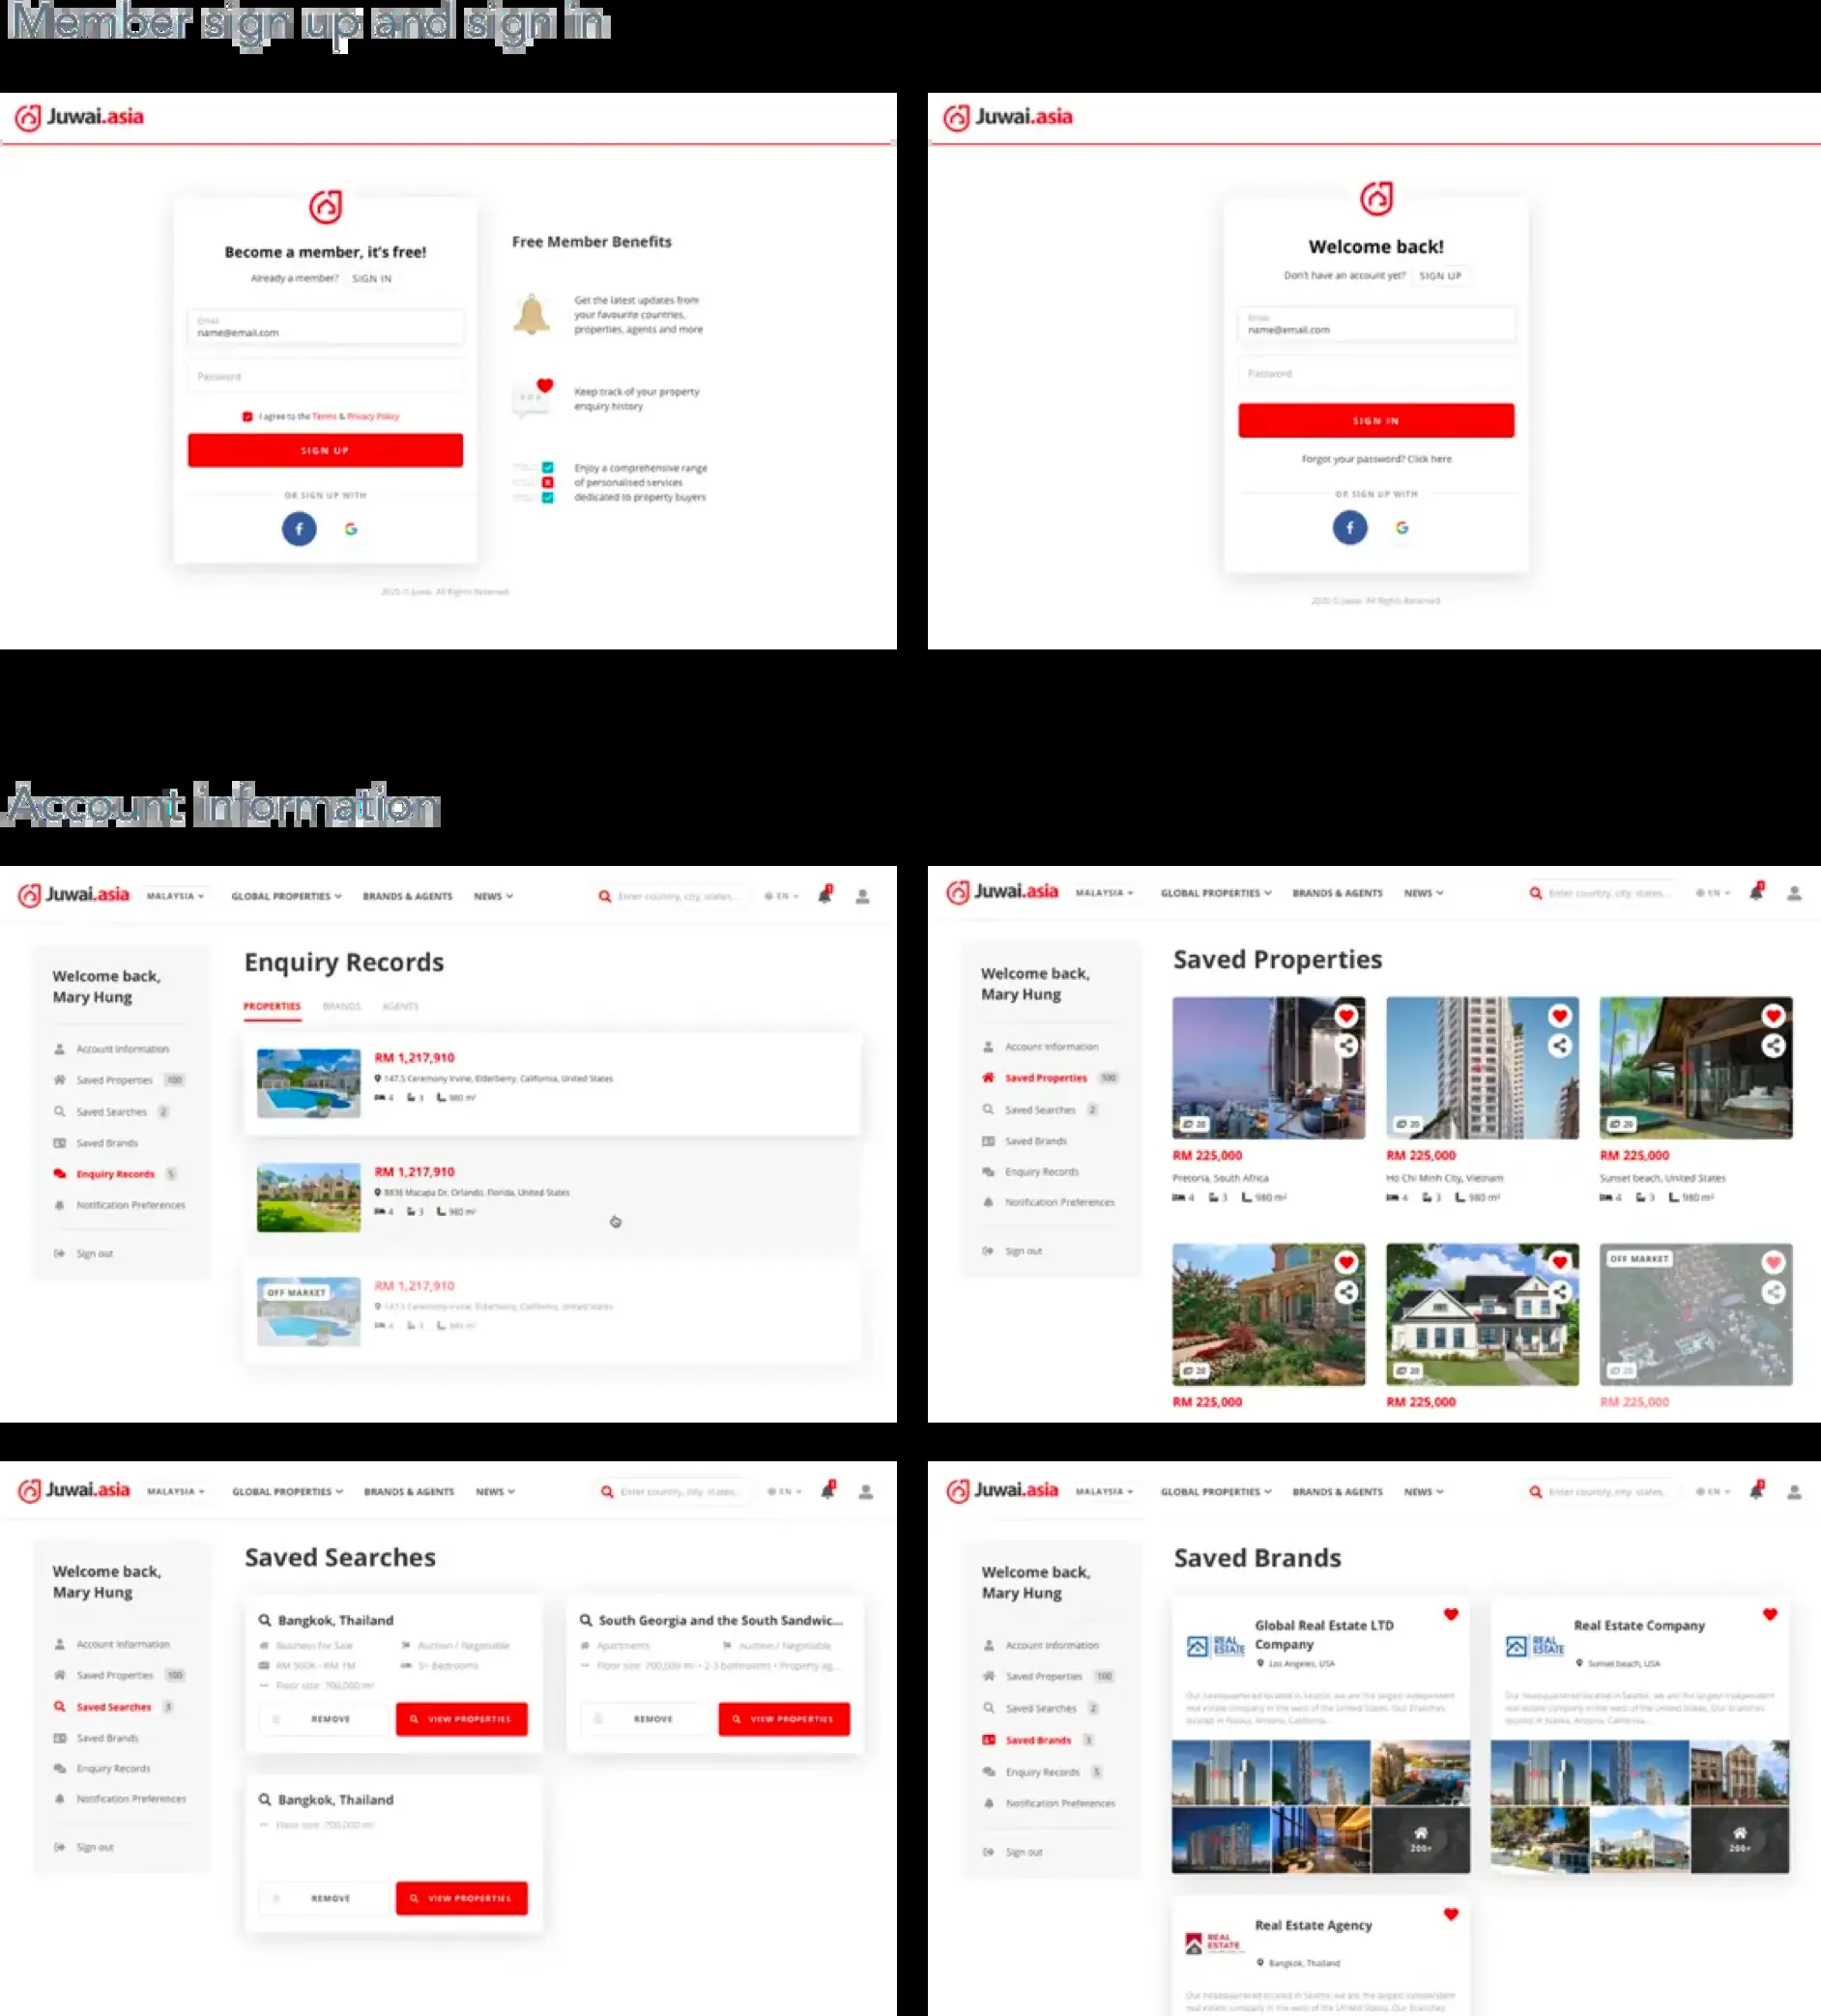 Member sign up and sign in
Juwai.asia
Become a member, it's free!
Already a member? SIGN IN
Email
name@email.com
Password
I agree to the Terms & Privacy Policy
SIGN UP
OR SIGN UP WITH
Free Member Benefits
Get the latest updates from
your favourite countries,
properties, agents and more
Keep track of your property
enquiry history
Enjoy a comprehensive range
of personalised services
dedicated to property buyers
2020 © Juwai. All Rights Reserved.
Juwai.asia
Welcome back!
Don't have an account yet? SIGN UP
Email
name@email.com
Password
SIGN IN
Forgot your password? Click here
OR SIGN UP WITH
2020 © Juwai. All Rights Reserved.
Account information
Juwai.asia MALAYSIA GLOBAL PROPERTIES BRANDS & AGENTS NEWS Enter country, city, states... EN
Welcome back,
Mary Hung
Account Information
Saved Properties 100
Saved Searches 2
Saved Brands
Enquiry Records 5
Notification Preferences
Sign out
Enquiry Records
PROPERTIES BRANDS AGENTS
RM 1,217,910
147.5 Ceremony Irvine, Elderberry, California, United States
4 3 980 m²
RM 1,217,910
8838 Macapa Dr, Orlando, Florida, United States
4 3 980 m²
OFF MARKET
RM 1,217,910
147.5 Ceremony Irvine, Elderberry, California, United States
4 3 980 m²
Juwai.asia MALAYSIA GLOBAL PROPERTIES BRANDS & AGENTS NEWS Enter country, city, states... EN
Welcome back,
Mary Hung
Account Information
Saved Properties
Saved Searches 2
Saved Brands
Enquiry Records
Notification Preferences
Sign out
Saved Properties
20
RM 225,000
Pretoria, South Africa
4 3 980 m²
20
RM 225,000
Ho Chi Minh City, Vietnam
4 3 980 m²
20
RM 225,000
Sunset beach, United States
4 3 980 m²
20
RM 225,000
20
RM 225,000
OFF MARKET
20
RM 225,000
Juwai.asia MALAYSIA GLOBAL PROPERTIES BRANDS & AGENTS NEWS Enter country, city, states... EN
Welcome back,
Mary Hung
Account Information
Saved Properties 100
Saved Searches 3
Saved Brands
Enquiry Records
Notification Preferences
Sign out
Saved Searches
Bangkok, Thailand
Business For Sale Auction / Negotiable
RM 500K - RM 1M 5+ Bedrooms
Floor size: 700,000 m²
REMOVE VIEW PROPERTIES
South Georgia and the South Sandwic...
Apartments Auction / Negotiable
Floor size: 700,000 m² • 2-3 bathrooms • Property ag...
REMOVE VIEW PROPERTIES
Bangkok, Thailand
Floor size: 700,000 m²
REMOVE VIEW PROPERTIES
Juwai.asia MALAYSIA GLOBAL PROPERTIES BRANDS & AGENTS NEWS Enter country, city, states... EN
Welcome back,
Mary Hung
Account Information
Saved Properties 100
Saved Searches 2
Saved Brands 3
Enquiry Records 5
Notification Preferences
Sign out
Saved Brands
REAL
ESTATE
Global Real Estate LTD
Company
Los Angeles, USA
Our headquartered located in Seattle, we are the largest independent
real estate company in the west of the United States. Our Branches
located in Alaska, Arizona, California...
200+
REAL
ESTATE
Real Estate Company
Sunset beach, USA
Our headquartered located in Seattle, we are the largest independent
real estate company in the west of the United States. Our Branches
located in Alaska, Arizona, California...
200+
REAL
ESTATE
Real Estate Agency
Bangkok, Thailand
Our headquartered located in Seattle, we are the largest independent
real estate company in the west of the United States. Our Branches